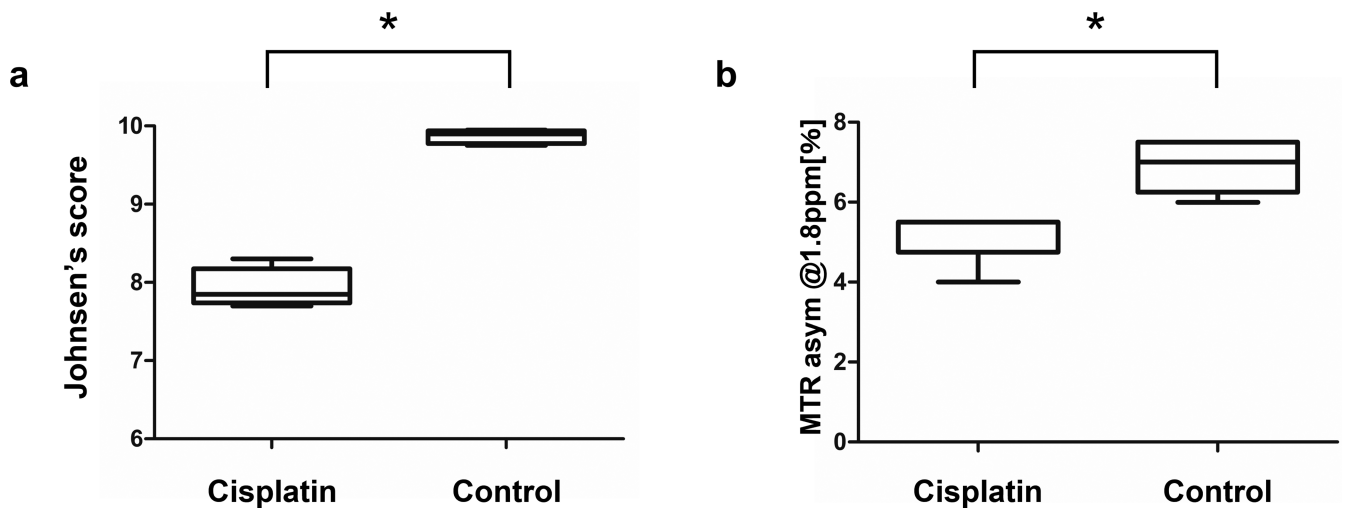 a
*
Johnsen’s score
10
9
8
7
6
Cisplatin
Control
b
*
MTR asym @1.8ppm[%]
8
6
4
2
0
Cisplatin
Control